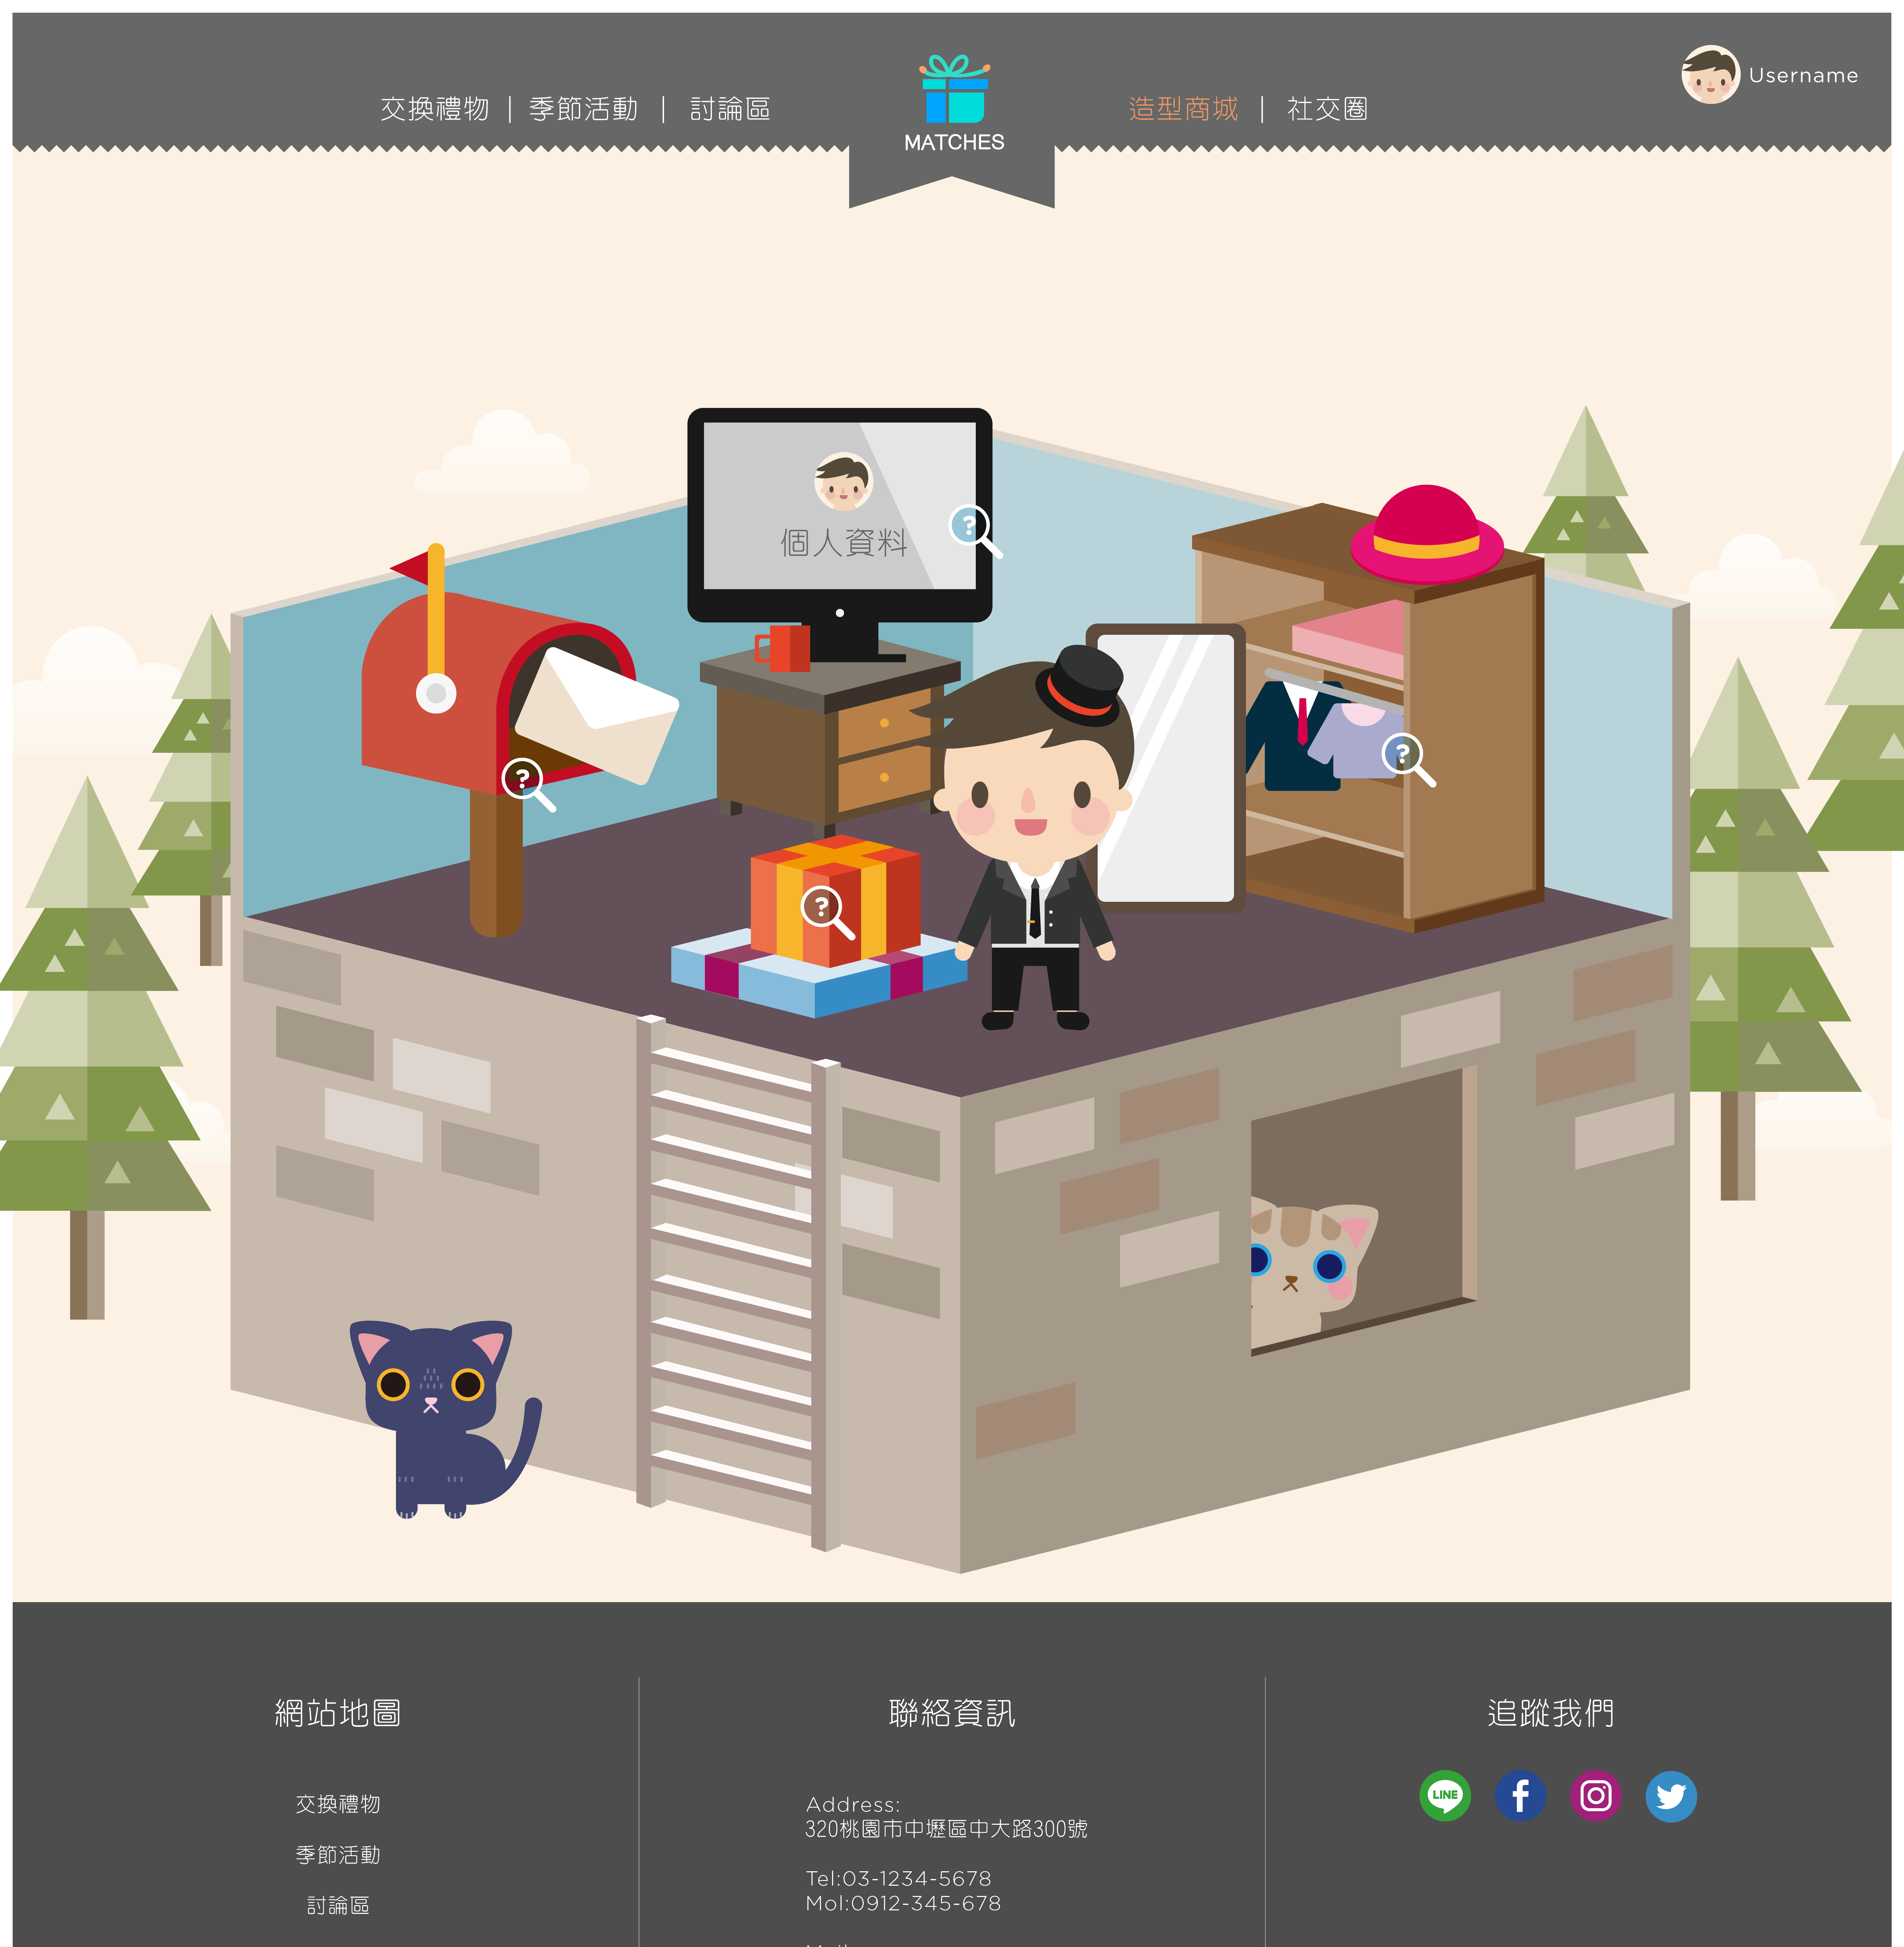 交換禮物 | 季節活動 | 討論區
MATCHES
造型商城 | 社交圈
Username
個人資料
?
?
?
?
網站地圖
交換禮物
季節活動
討論區
聯絡資訊
Address:
320桃園市中壢區中大路300號
Tel:03-1234-5678
Mol:0912-345-678
追蹤我們
LINE